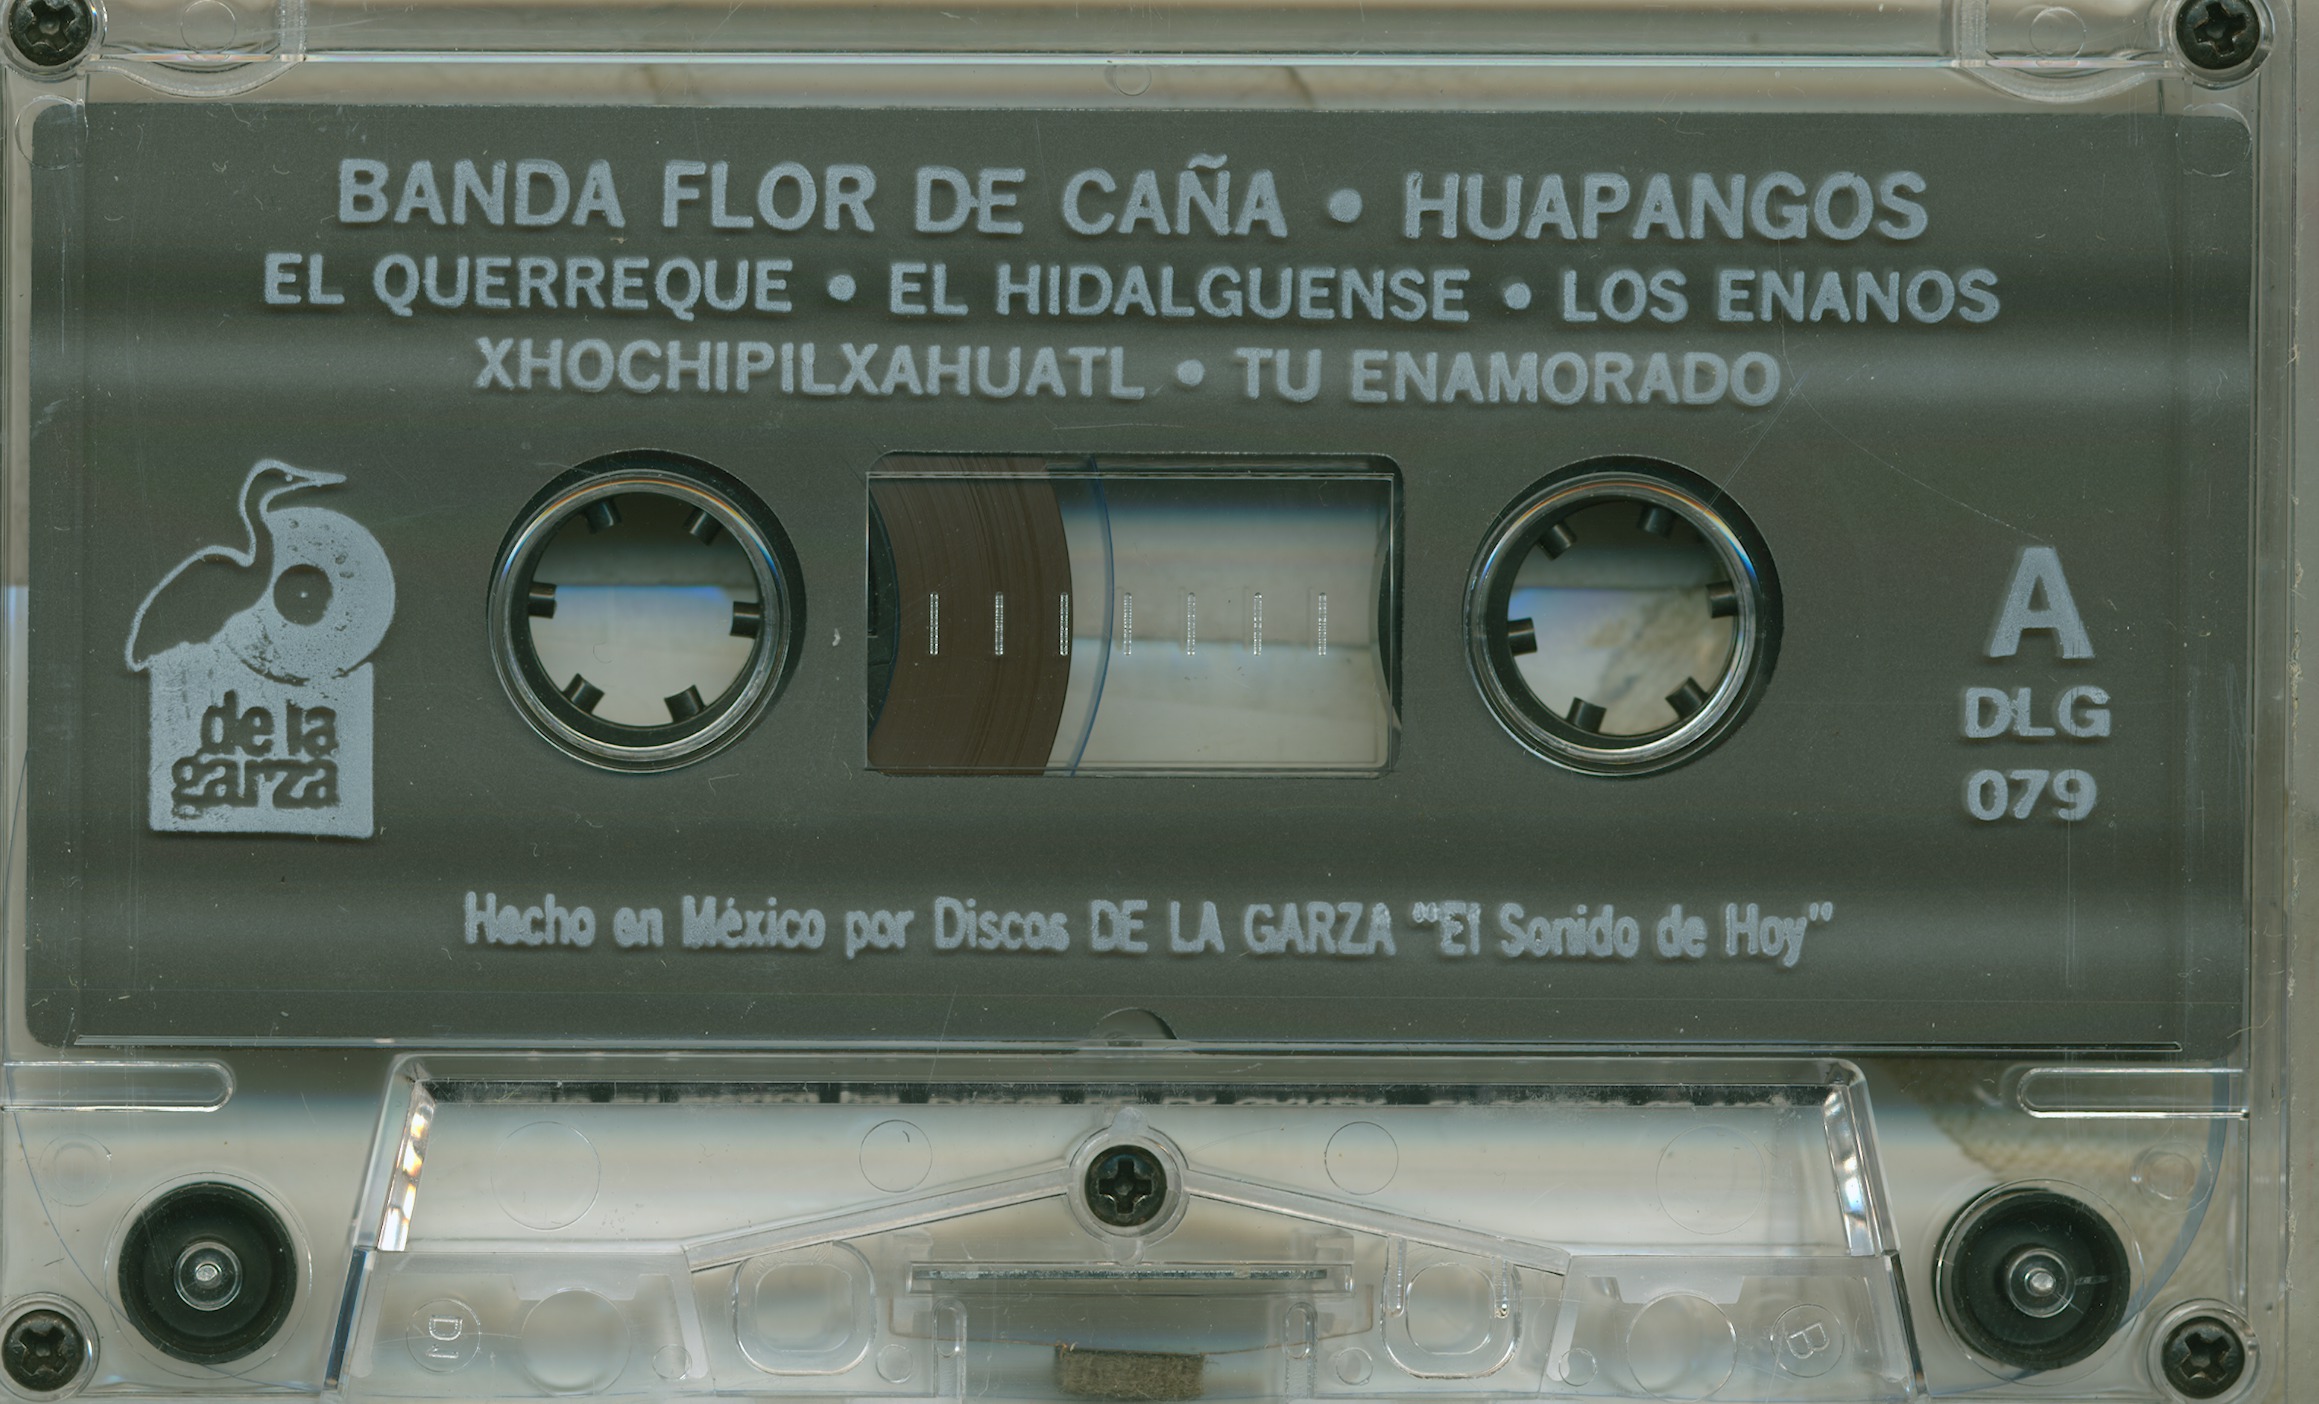 BANDA FLOR DE CAÑA • HUAPANGOS
EL QUERREQUE • EL HIDALGUENSE • LOS ENANOS
XHOCHIPILXAHUATL • TU ENAMORADO
de la
garza
A
DLG
079
Hecho en México por Discos DE LA GARZA "El Sonido de Hoy"
D1
B